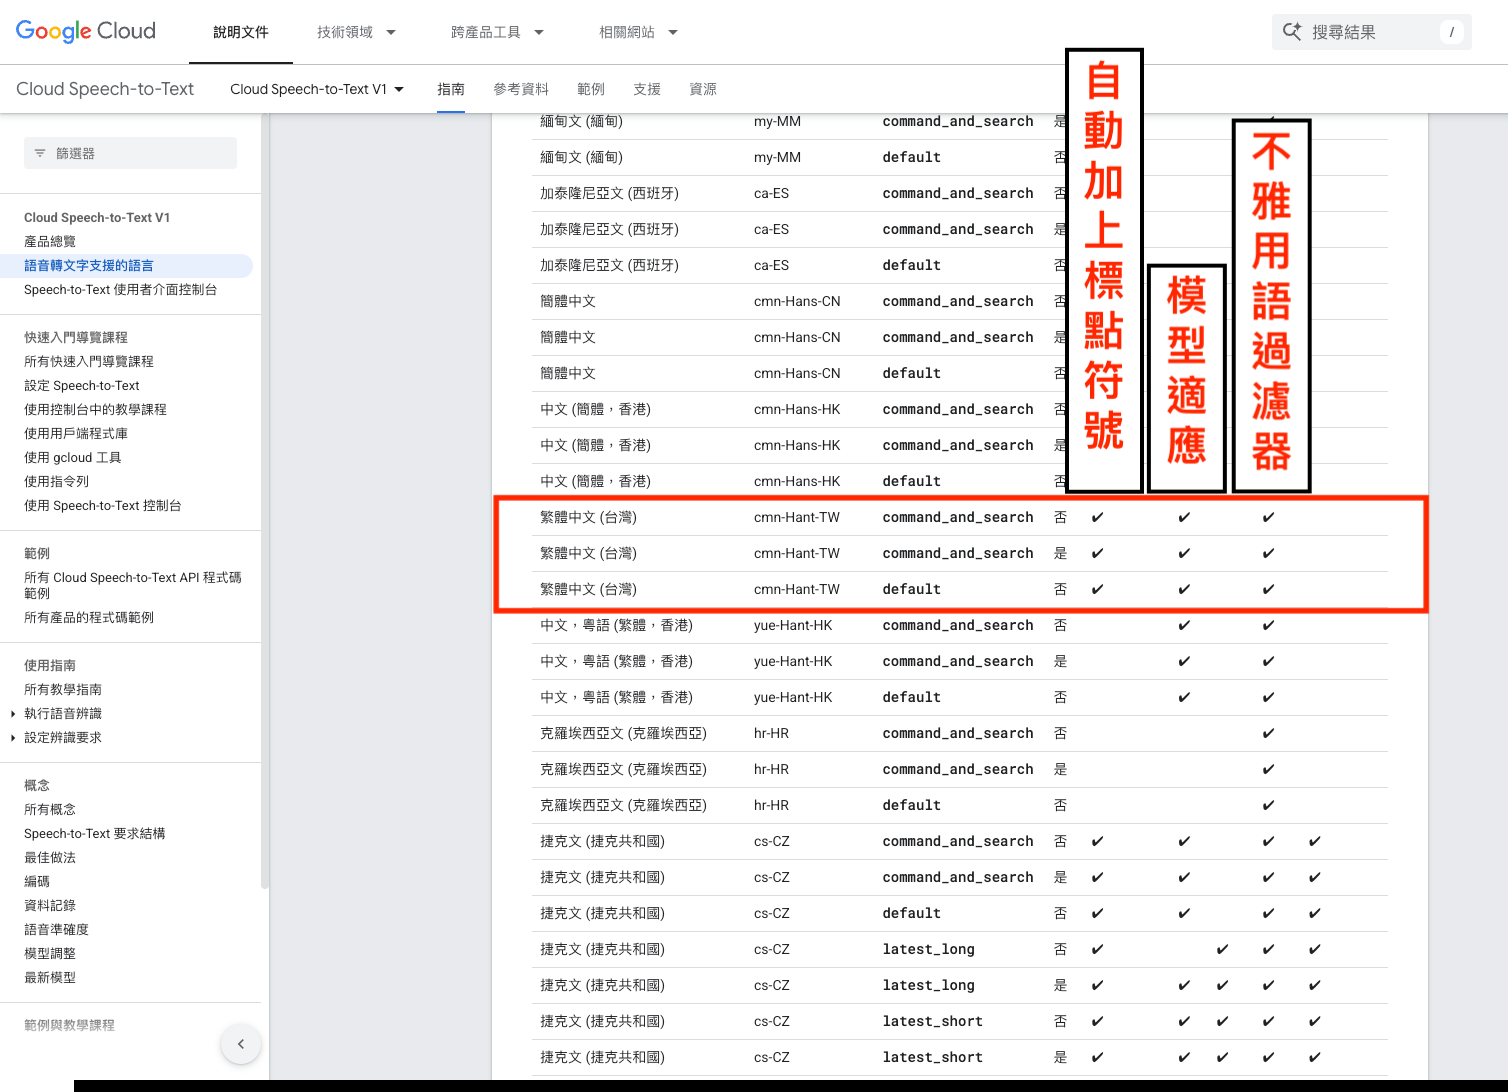 Google Cloud 說明文件 技術領域 跨產品工具 相關網站 搜尋結果 /
Cloud Speech-to-Text Cloud Speech-to-Text V1 指南 參考資料 範例 支援 資源
篩選器
Cloud Speech-to-Text V1
產品總覽
語音轉文字支援的語言
Speech-to-Text 使用者介面控制台
快速入門導覽課程
所有快速入門導覽課程
設定 Speech-to-Text
使用控制台中的教學課程
使用用戶端程式庫
使用 gcloud 工具
使用指令列
使用 Speech-to-Text 控制台
範例
所有 Cloud Speech-to-Text API 程式碼
範例
所有產品的程式碼範例
使用指南
所有教學指南
執行語音辨識
設定辨識要求
概念
所有概念
Speech-to-Text 要求結構
最佳做法
編碼
資料記錄
語音準確度
模型調整
最新模型
範例與教學課程
自動加上標點符號
模型適應
不雅用語過濾器
緬甸文 (緬甸) my-MM command_and_search 是
緬甸文 (緬甸) my-MM default 否
加泰隆尼亞文 (西班牙) ca-ES command_and_search 否
加泰隆尼亞文 (西班牙) ca-ES command_and_search 是
加泰隆尼亞文 (西班牙) ca-ES default 否
簡體中文 cmn-Hans-CN command_and_search 否
簡體中文 cmn-Hans-CN command_and_search 是
簡體中文 cmn-Hans-CN default 否
中文 (簡體，香港) cmn-Hans-HK command_and_search 否
中文 (簡體，香港) cmn-Hans-HK command_and_search 是
中文 (簡體，香港) cmn-Hans-HK default 否
繁體中文 (台灣) cmn-Hant-TW command_and_search 否 ✔ ✔ ✔
繁體中文 (台灣) cmn-Hant-TW command_and_search 是 ✔ ✔ ✔
繁體中文 (台灣) cmn-Hant-TW default 否 ✔ ✔ ✔
中文，粵語 (繁體，香港) yue-Hant-HK command_and_search 否 ✔ ✔
中文，粵語 (繁體，香港) yue-Hant-HK command_and_search 是 ✔ ✔
中文，粵語 (繁體，香港) yue-Hant-HK default 否 ✔ ✔
克羅埃西亞文 (克羅埃西亞) hr-HR command_and_search 否 ✔
克羅埃西亞文 (克羅埃西亞) hr-HR command_and_search 是 ✔
克羅埃西亞文 (克羅埃西亞) hr-HR default 否 ✔
捷克文 (捷克共和國) cs-CZ command_and_search 否 ✔ ✔ ✔ ✔
捷克文 (捷克共和國) cs-CZ command_and_search 是 ✔ ✔ ✔ ✔
捷克文 (捷克共和國) cs-CZ default 否 ✔ ✔ ✔ ✔
捷克文 (捷克共和國) cs-CZ latest_long 否 ✔ ✔ ✔ ✔
捷克文 (捷克共和國) cs-CZ latest_long 是 ✔ ✔ ✔ ✔ ✔
捷克文 (捷克共和國) cs-CZ latest_short 否 ✔ ✔ ✔ ✔ ✔
捷克文 (捷克共和國) cs-CZ latest_short 是 ✔ ✔ ✔ ✔ ✔